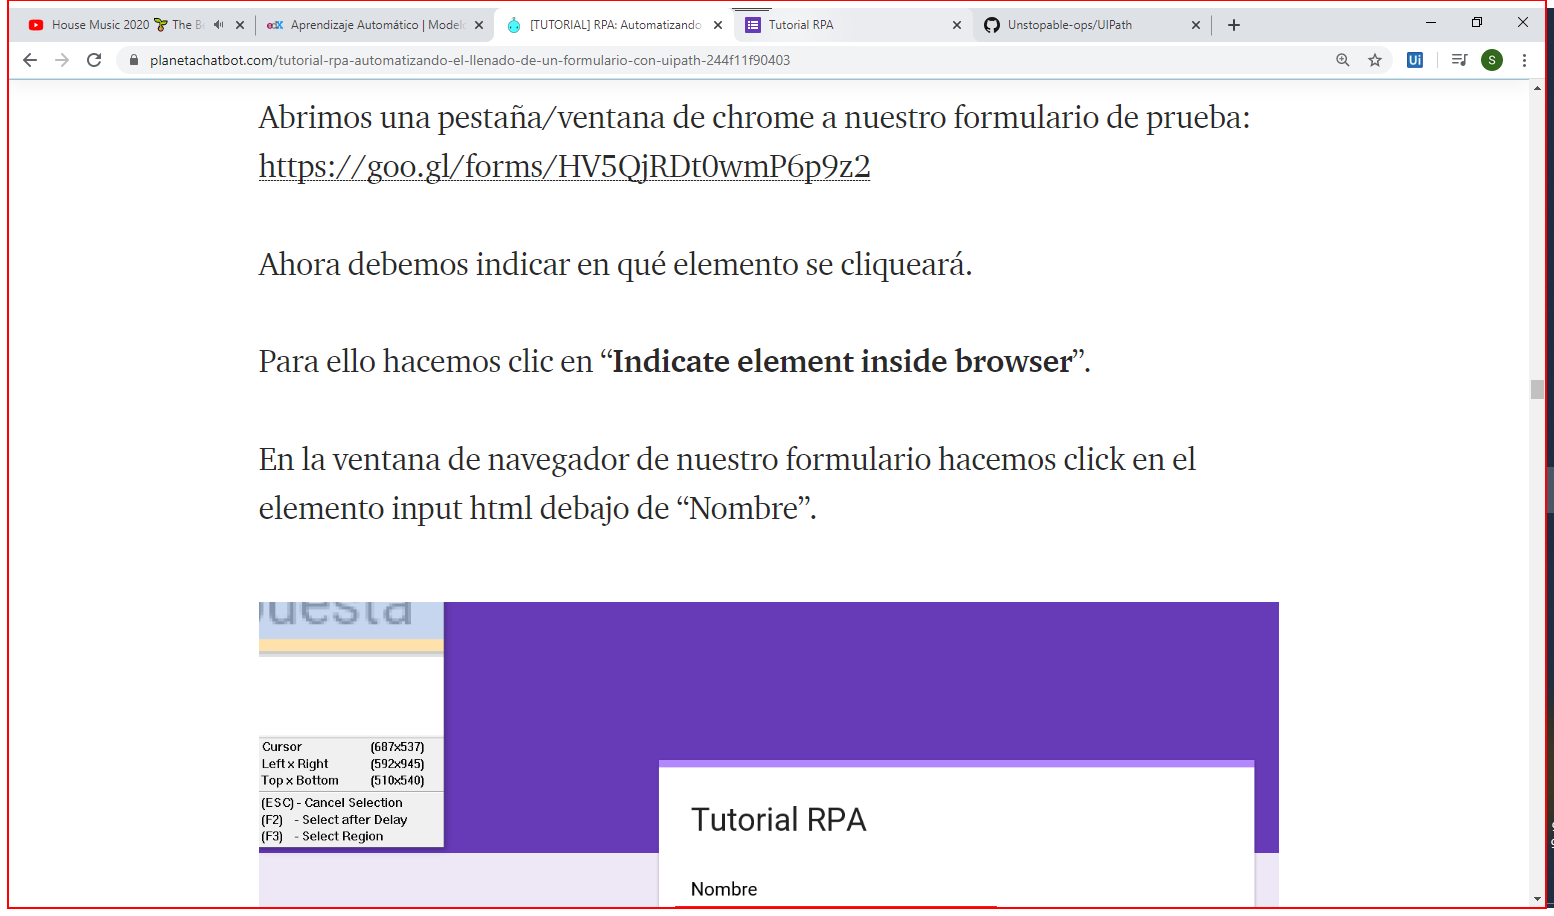 House Music 2020 The B
Aprendizaje Automático | Model
[TUTORIAL] RPA: Automatizando
Tutorial RPA
Unstopable-ops/UIPath
planetachatbot.com/tutorial-rpa-automatizando-el-llenado-de-un-formulario-con-uipath-244f11f90403
Ui
S
Abrimos una pestaña/ventana de chrome a nuestro formulario de prueba:
https://goo.gl/forms/HV5QjRDt0wmP6p9z2
Ahora debemos indicar en qué elemento se cliqueará.
Para ello hacemos clic en “Indicate element inside browser”.
En la ventana de navegador de nuestro formulario hacemos click en el
elemento input html debajo de “Nombre”.
uesta
Cursor (687x537)
Left x Right (592x945)
Top x Bottom (510x540)
(ESC) - Cancel Selection
(F2) - Select after Delay
(F3) - Select Region
Tutorial RPA
Nombre